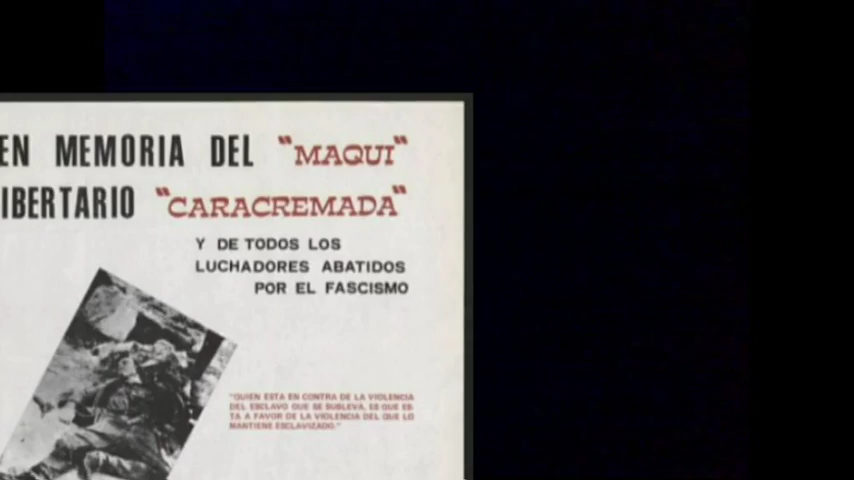 EN MEMORIA DEL "MAQUI"
IBERTARIO "CARACREMADA"
Y DE TODOS LOS
LUCHADORES ABATIDOS
POR EL FASCISMO
"QUIEN ESTA EN CONTRA DE LA VIOLENCIA
DEL ESCLAVO QUE SE SUBLEVA, ES QUE ES-
TA A FAVOR DE LA VIOLENCIA DEL QUE LO
MANTIENE ESCLAVIZADO."